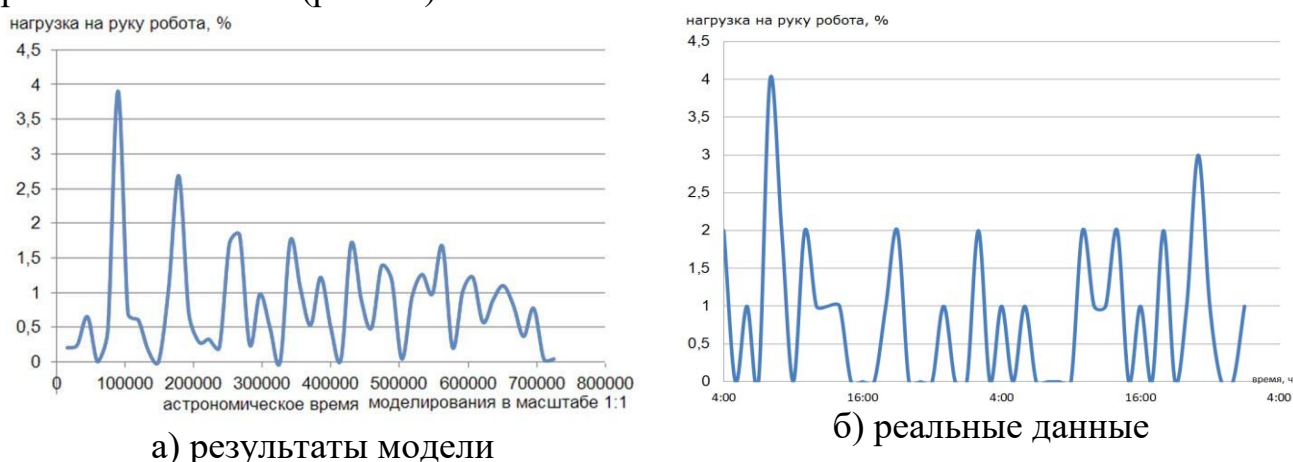 нагрузка на руку робота, %
4,5
4
3,5
3
2,5
2
1,5
1
0,5
0
0 100000 200000 300000 400000 500000 600000 700000 800000
астрономическое время моделирования в масштабе 1:1
а) результаты модели
нагрузка на руку робота, %
4,5
4
3,5
3
2,5
2
1,5
1
0,5
0
время, ч
4:00 16:00 4:00 16:00 4:00
б) реальные данные